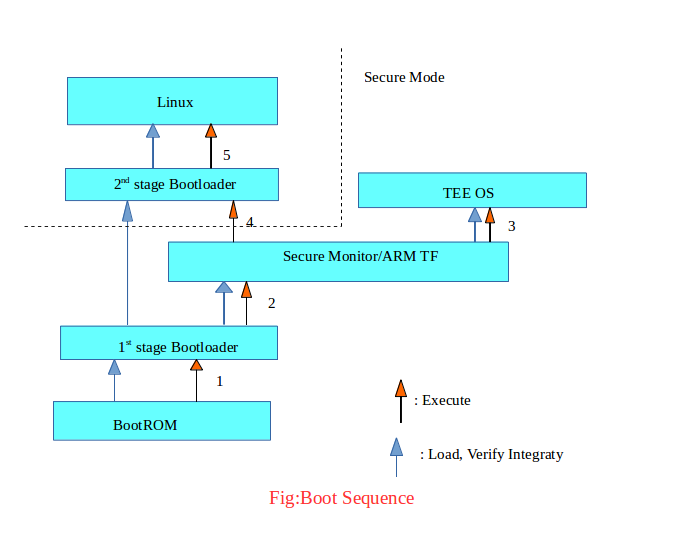 Secure Mode
Linux
5
2nd stage Bootloader
TEE OS
4
3
Secure Monitor/ARM TF
2
1st stage Bootloader
1
: Execute
BootROM
: Load, Verify Integraty
Fig:Boot Sequence